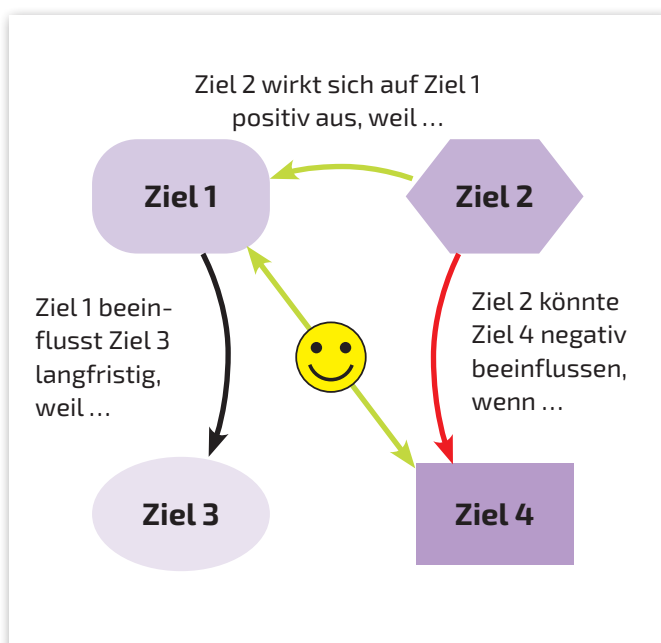 Ziel 2 wirkt sich auf Ziel 1
positiv aus, weil …
Ziel 1
Ziel 2
Ziel 1 beein-
flusst Ziel 3
langfristig,
weil …
Ziel 2 könnte
Ziel 4 negativ
beeinflussen,
wenn …
Ziel 3
Ziel 4